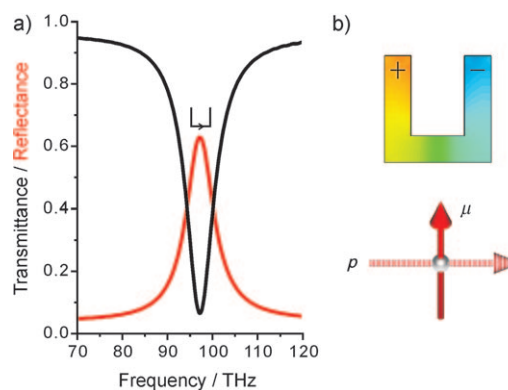 a)
1.0
0.8
0.6
0.4
0.2
0.0
Transmittance / Reflectance
70 80 90 100 110 120
Frequency / THz
b)
+ −
μ
p